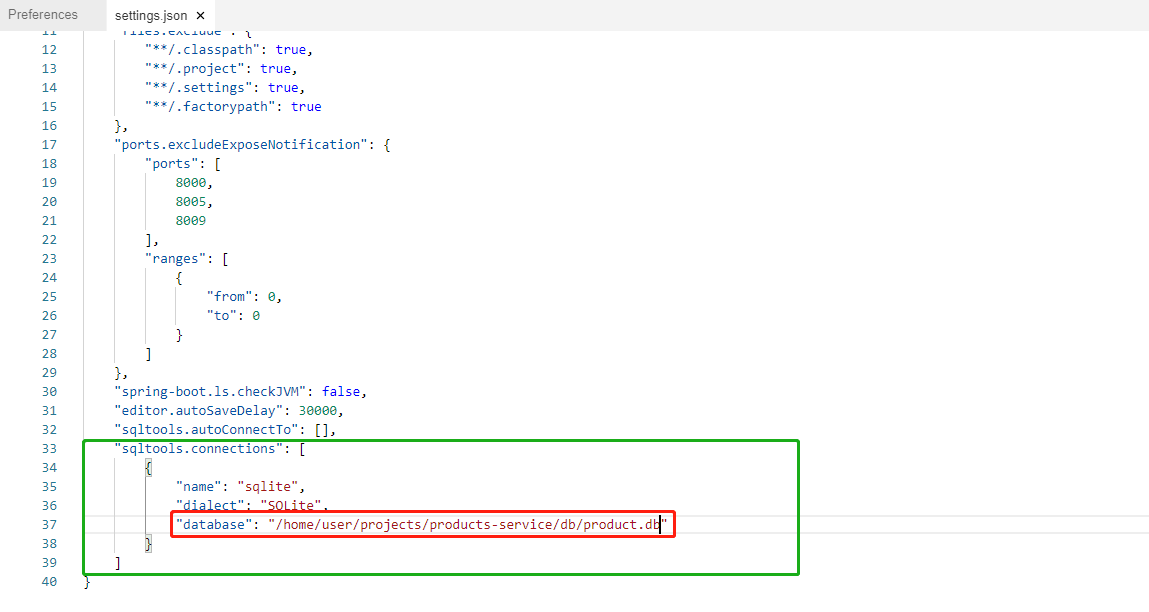 Preferences
settings.json ×
11 "files.exclude": {
12 "**/.classpath": true,
13 "**/.project": true,
14 "**/.settings": true,
15 "**/.factorypath": true
16 },
17 "ports.excludeExposeNotification": {
18 "ports": [
19 8000,
20 8005,
21 8009
22 ],
23 "ranges": [
24 {
25 "from": 0,
26 "to": 0
27 }
28 ]
29 },
30 "spring-boot.ls.checkJVM": false,
31 "editor.autoSaveDelay": 30000,
32 "sqltools.autoConnectTo": [],
33 "sqltools.connections": [
34 {
35 "name": "sqlite",
36 "dialect": "SQLite",
37 "database": "/home/user/projects/products-service/db/product.db"
38 }
39 ]
40 }